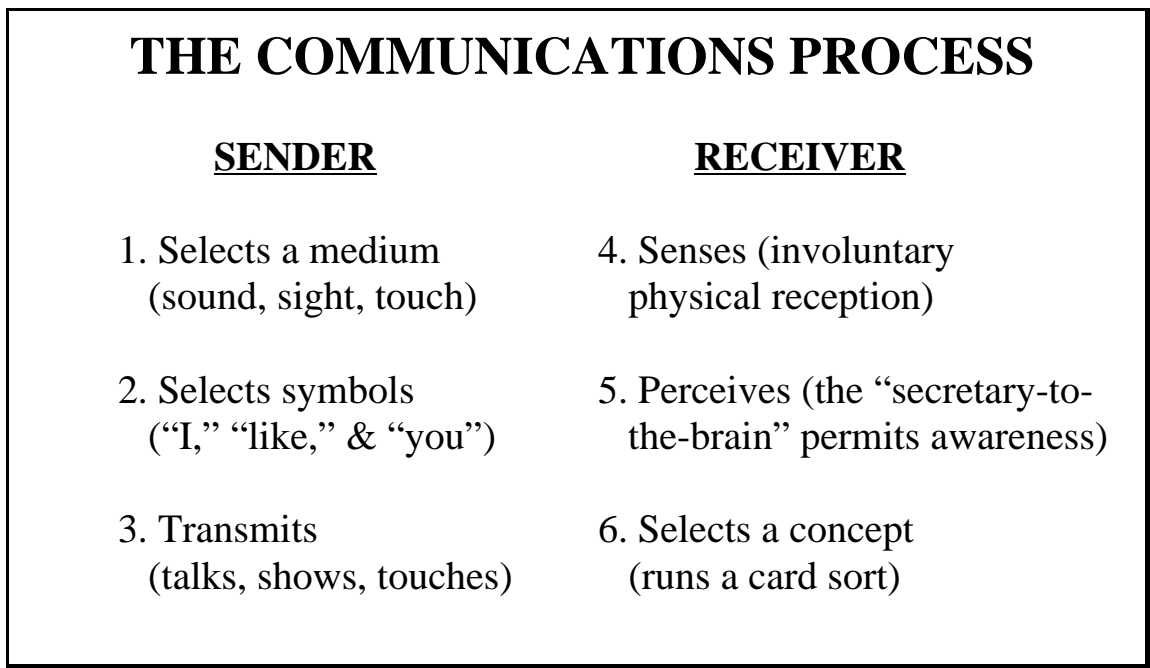 THE COMMUNICATIONS PROCESS
SENDER
1. Selects a medium
(sound, sight, touch)
2. Selects symbols
(“I,” “like,” & “you”)
3. Transmits
(talks, shows, touches)
RECEIVER
4. Senses (involuntary
physical reception)
5. Perceives (the “secretary-to-
the-brain” permits awareness)
6. Selects a concept
(runs a card sort)